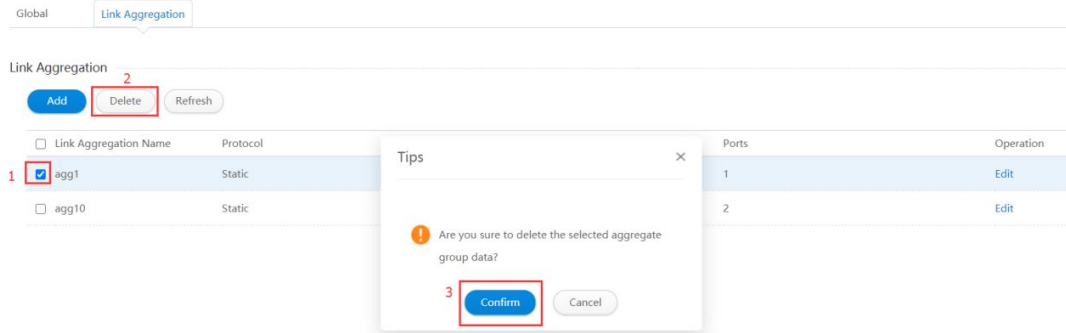 Global Link Aggregation
Link Aggregation
2
Add Delete Refresh
Link Aggregation Name Protocol Ports Operation
Tips
1 agg1 Static 1 Edit
agg10 Static 2 Edit
Are you sure to delete the selected aggregate
group data?
3
Confirm Cancel